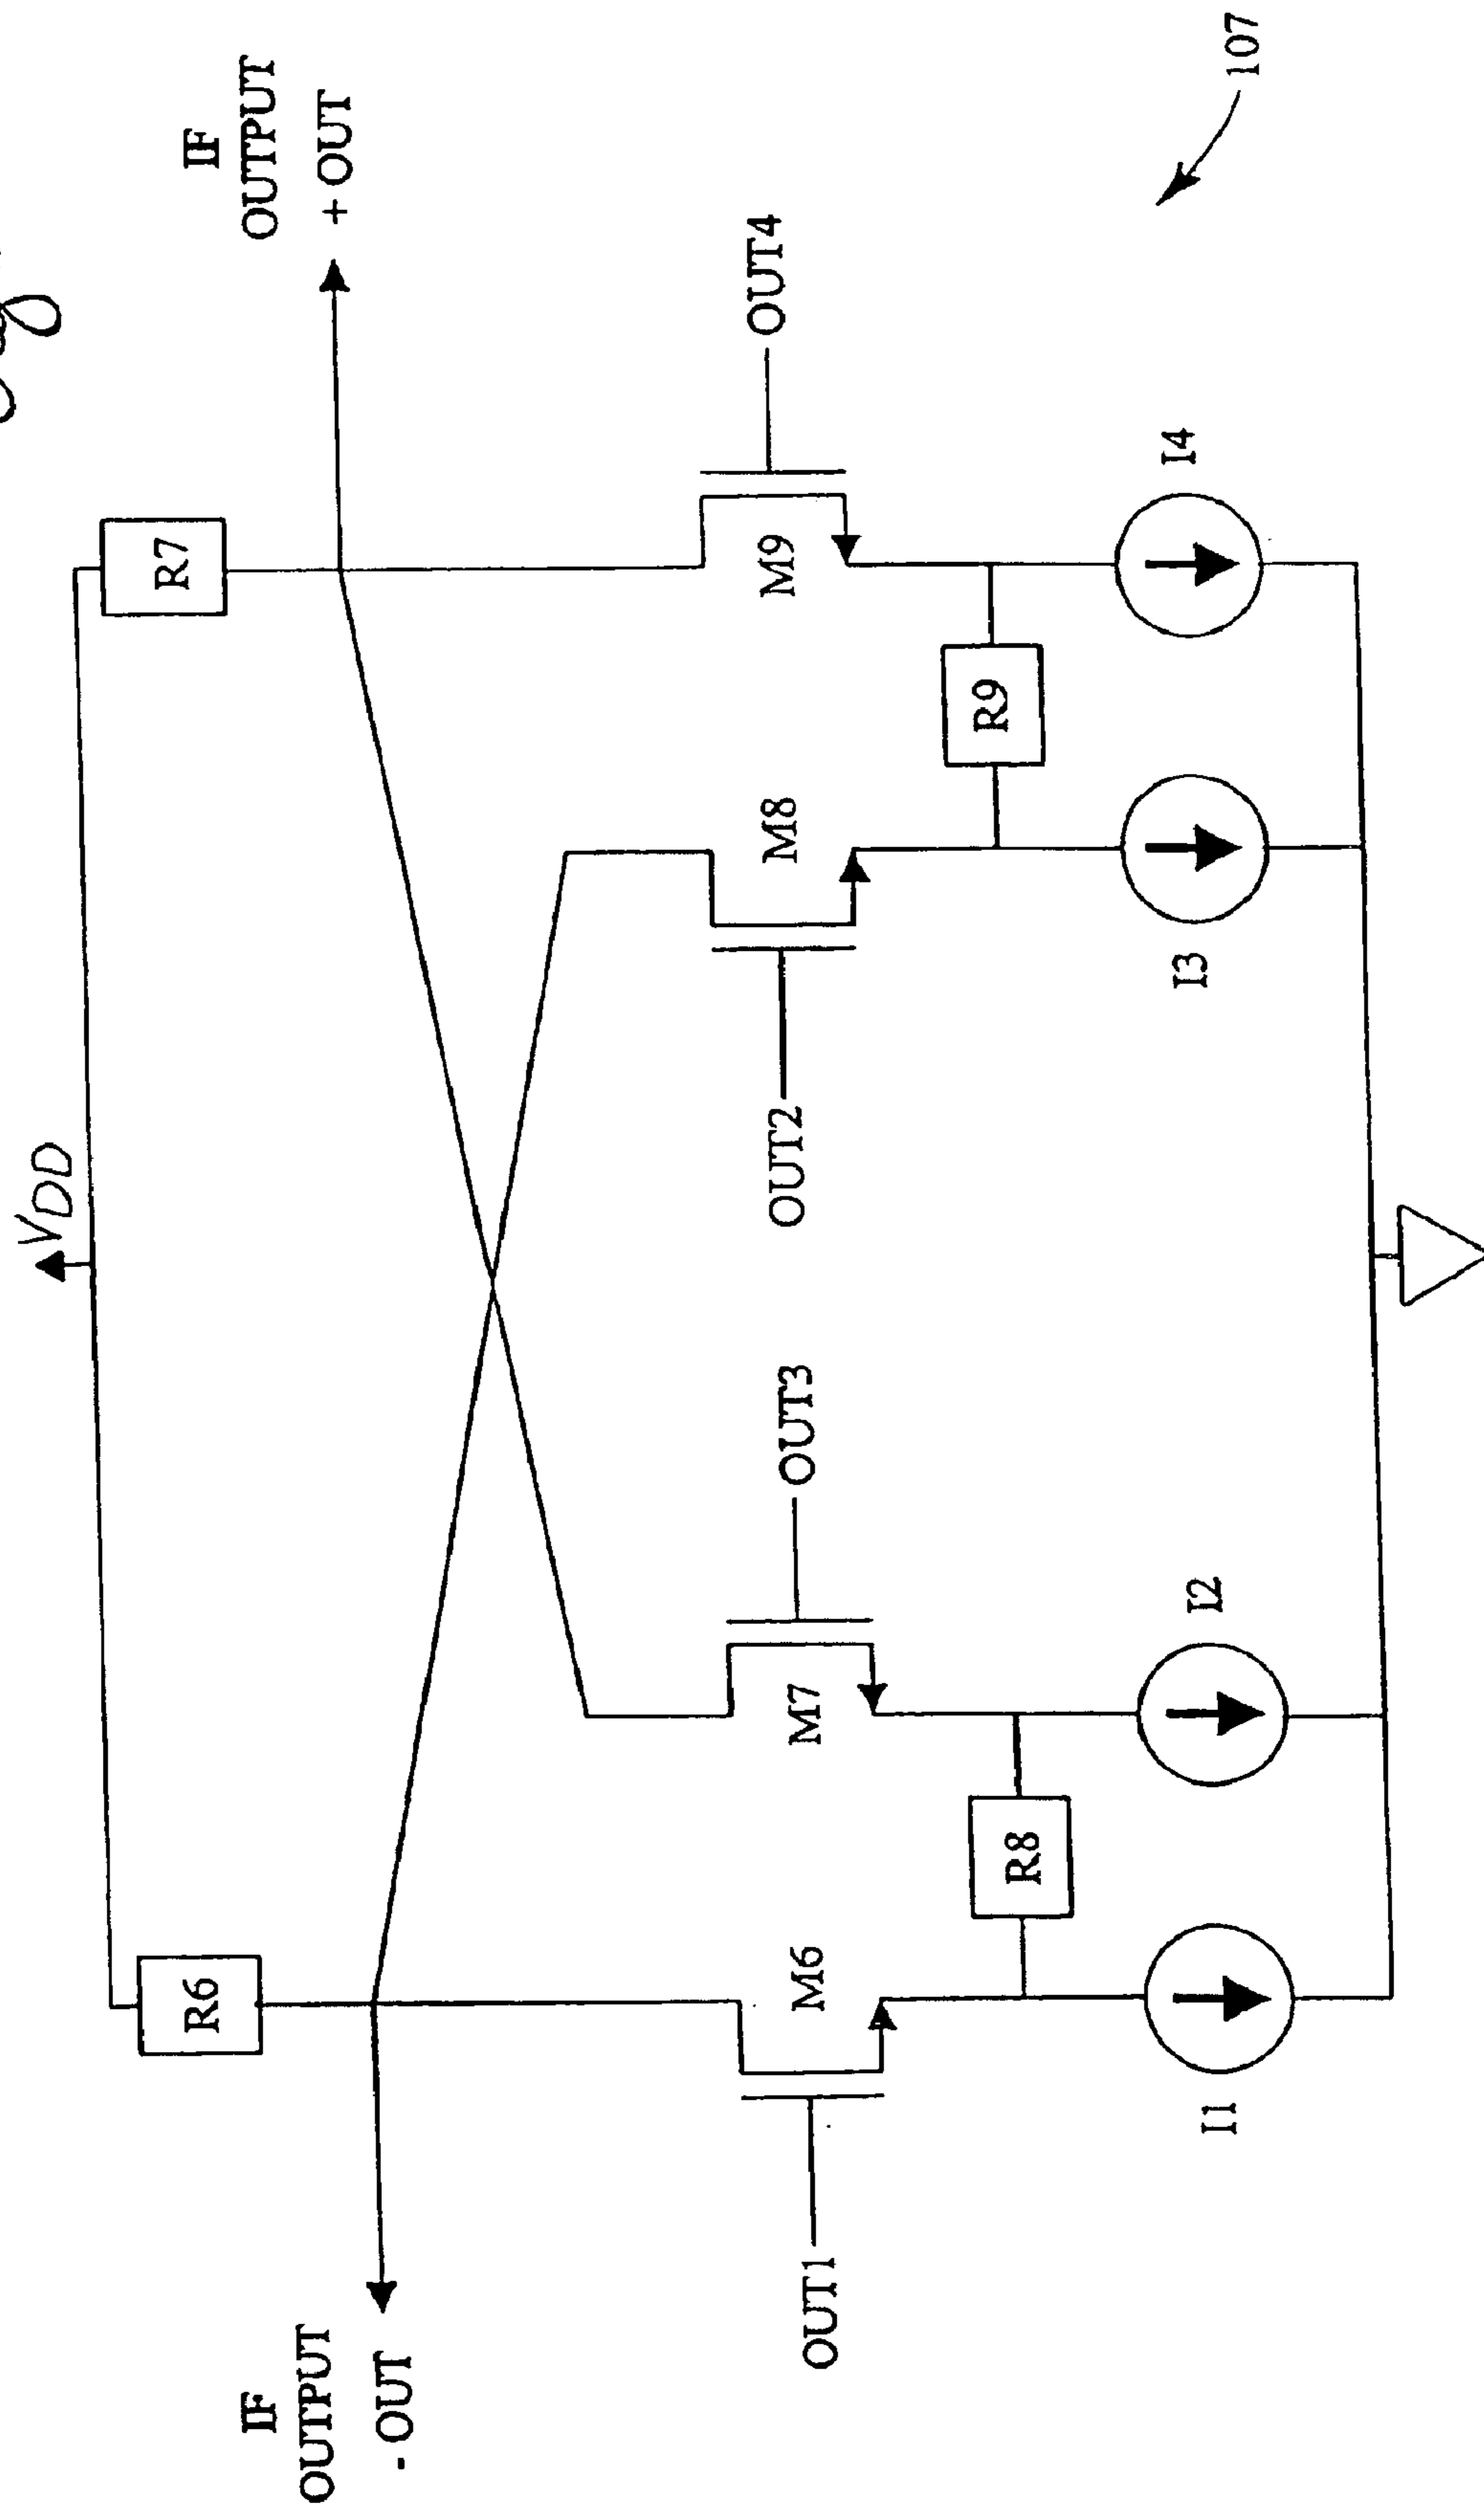 VDD
IF
OUTPUT
- OUT
IF
OUTPUT
+ OUT
R6
R7
OUT1
M6
M7
OUT3
OUT2
M8
M9
OUT4
R8
R9
I1
I2
I3
I4
107